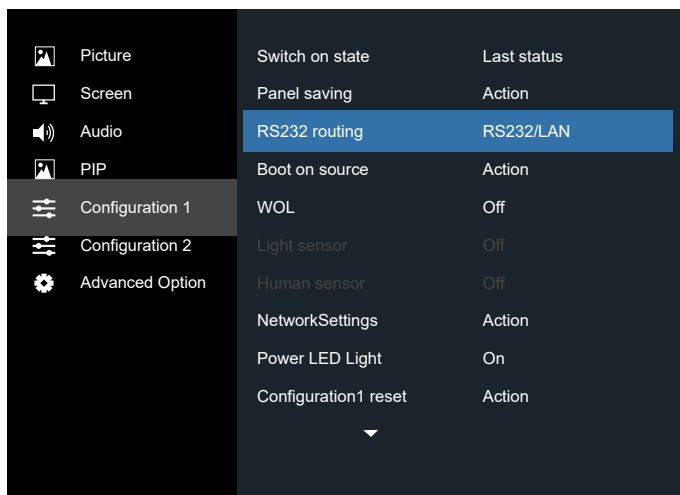 Picture
Screen
Audio
PIP
Configuration 1
Configuration 2
Advanced Option
Switch on state Last status
Panel saving Action
RS232 routing RS232/LAN
Boot on source Action
WOL Off
Light sensor Off
Human sensor Off
NetworkSettings Action
Power LED Light On
Configuration1 reset Action